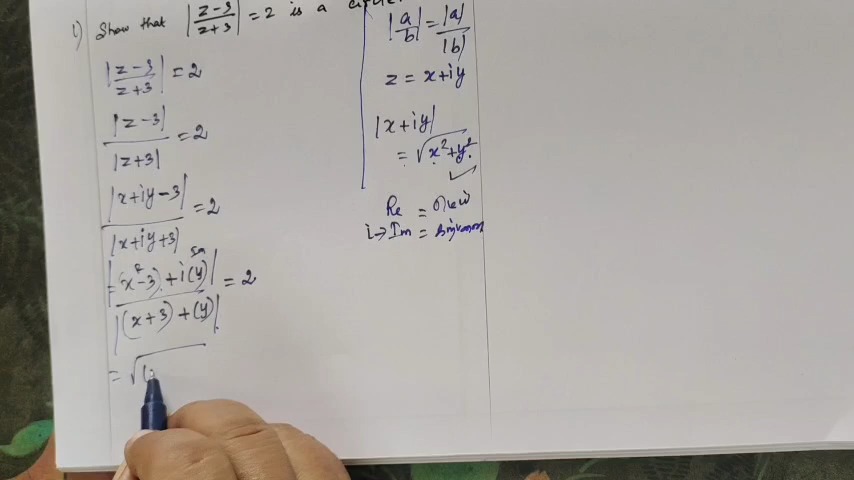 1) Show that |z-3/z+3| = 2 is a
|z-3/z+3| = 2
|z-3|/|z+3| = 2
|x+iy-3|/|x+iy+3| = 2
|(x-3)+i(y)|/|(x+3)+(y)| = 2
= √(
|a/b| = |a|/|b|
z = x+iy
|x+iy|
= √x²+y²
Re =
i→Im =